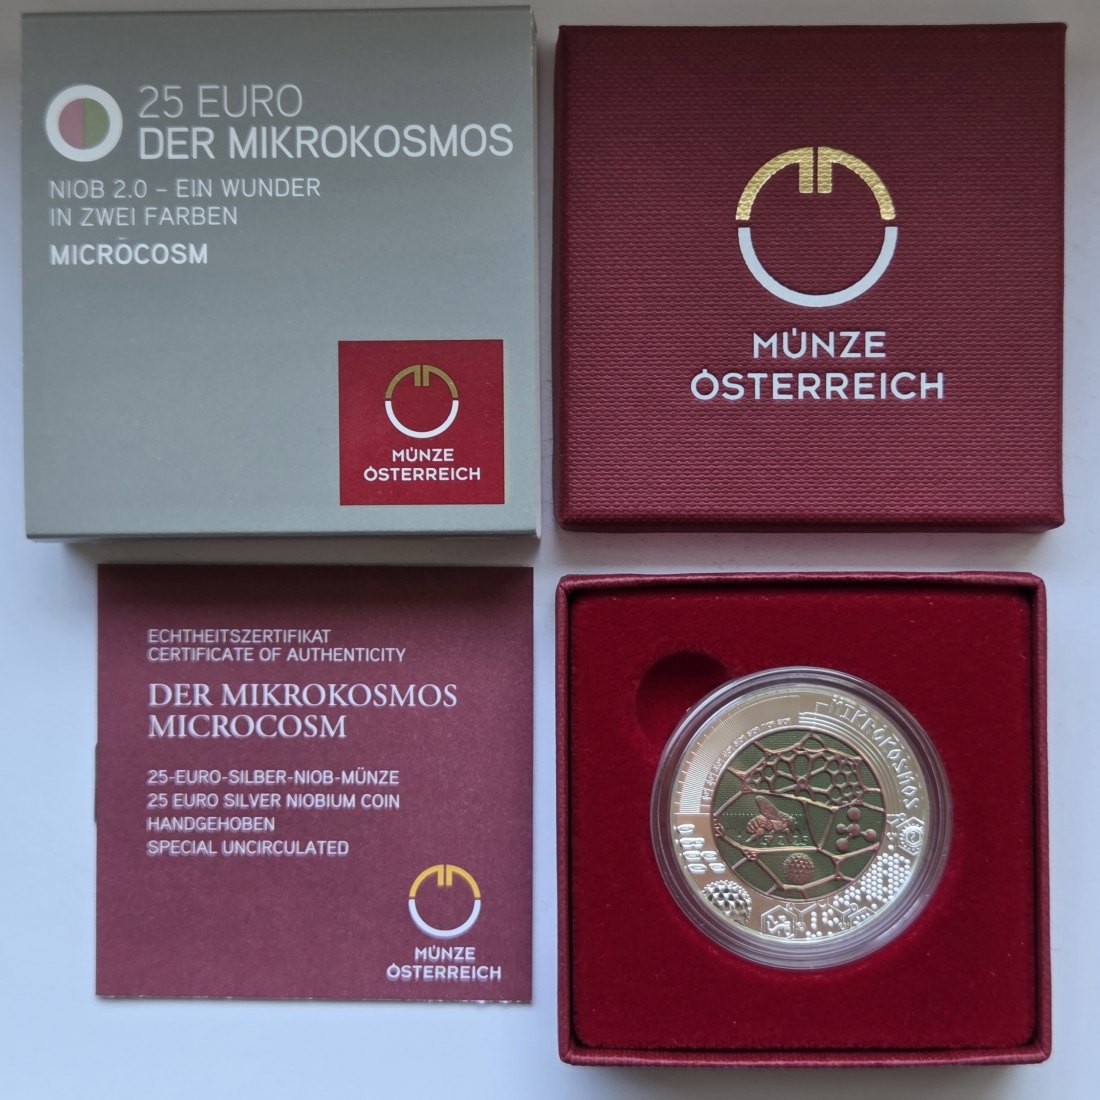 25 EURO
DER MIKROKOSMOS
NIOB 2.0 – EIN WUNDER
IN ZWEI FARBEN
MICROCOSM
MÜNZE
ÖSTERREICH
MÜNZE
ÖSTERREICH
ECHTHEITSZERTIFIKAT
CERTIFICATE OF AUTHENTICITY
DER MIKROKOSMOS
MICROCOSM
25-EURO-SILBER-NIOB-MÜNZE
25 EURO SILVER NIOBIUM COIN
HANDGEHOBEN
SPECIAL UNCIRCULATED
MÜNZE
ÖSTERREICH
MIKROKOSMOS